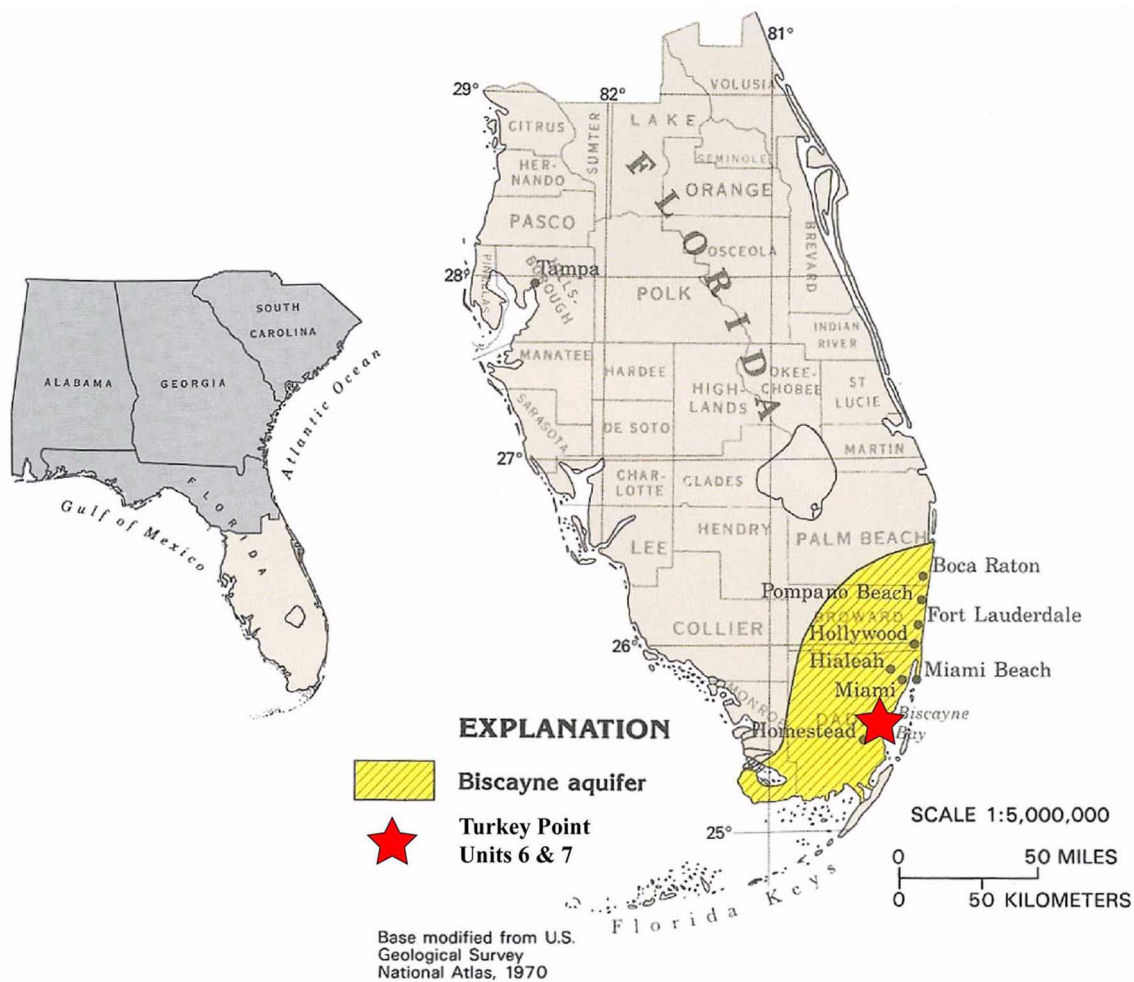 81°
VOLUSIA
29°
82°
LAKE
CITRUS
SUMTER
SEMINOLE
HER-
NANDO
ORANGE
FLORIDA
PASCO
OSCEOLA
BREVARD
PINELLAS
HILLS-
BOROUGH
Tampa
28°
POLK
INDIAN
RIVER
MANATEE
HARDEE
HIGH-
LANDS
OKEE-
CHOBEE
ST
LUCIE
SARASOTA
DE SOTO
27°
MARTIN
CHAR-
LOTTE
GLADES
HENDRY
PALM BEACH
LEE
Boca Raton
Pompano Beach
BROWARD
Fort Lauderdale
COLLIER
Hollywood
26°
Hialeah
Miami Beach
Miami
MONROE
DAD
Biscayne
Bay
Homestead
25°
Florida Keys
SOUTH
CAROLINA
ALABAMA
GEORGIA
Atlantic Ocean
FLORIDA
Gulf of Mexico
EXPLANATION
Biscayne aquifer
Turkey Point
Units 6 & 7
SCALE 1:5,000,000
0 50 MILES
0 50 KILOMETERS
Base modified from U.S.
Geological Survey
National Atlas, 1970